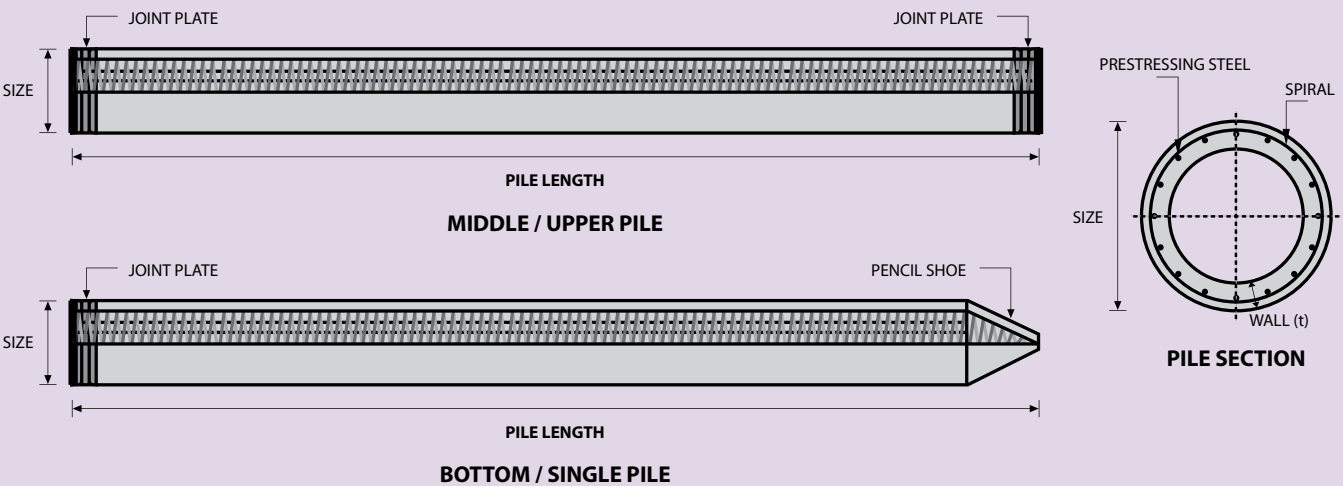 JOINT PLATE
JOINT PLATE
SIZE
PILE LENGTH
MIDDLE / UPPER PILE
JOINT PLATE
PENCIL SHOE
SIZE
PILE LENGTH
BOTTOM / SINGLE PILE
PRESTRESSING STEEL
SPIRAL
SIZE
WALL (t)
PILE SECTION